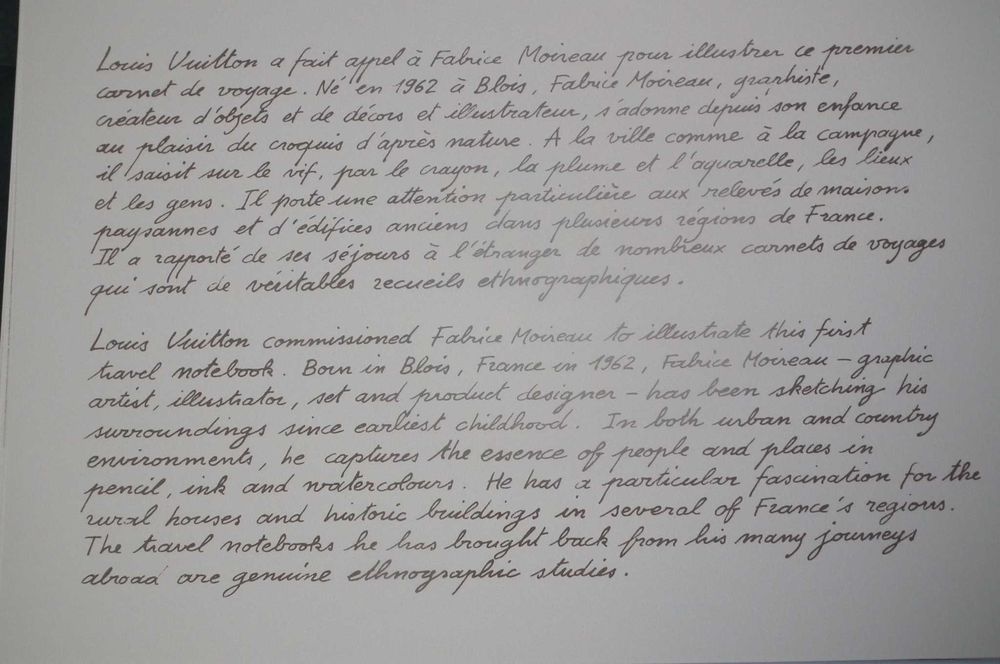 Louis Vuitton a fait appel à Fabrice Moireau pour illustrer ce premier
carnet de voyage. Né en 1962 à Blois, Fabrice Moireau, graphiste,
créateur d'objets et de décors et illustrateur, s'adonne depuis son enfance
au plaisir du croquis d'après nature. A la ville comme à la campagne,
il saisit sur le vif, par le crayon, la plume et l'aquarelle, les lieux
et les gens. Il porte une attention particulière aux relevés de maisons
paysannes et d'édifices anciens dans plusieurs régions de France.
Il a rapporté de ses séjours à l'étranger de nombreux carnets de voyages
qui sont de véritables recueils ethnographiques.
Louis Vuitton commissioned Fabrice Moireau to illustrate this first
travel notebook. Born in Blois, France in 1962, Fabrice Moireau – graphic
artist, illustrator, set and product designer – has been sketching his
surroundings since earliest childhood. In both urban and country
environments, he captures the essence of people and places in
pencil, ink and watercolours. He has a particular fascination for the
rural houses and historic buildings in several of France's regions.
The travel notebooks he has brought back from his many journeys
abroad are genuine ethnographic studies.